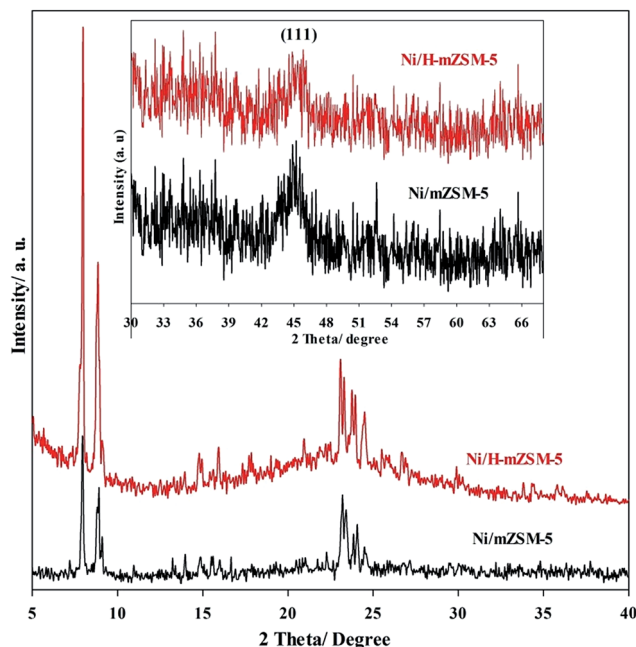 (111)
Ni/H-mZSM-5
Ni/mZSM-5
Intensity (a. u)
30 33 36 39 42 45 48 51 54 57 60 63 66
2 Theta/ degree
Intensity/ a. u.
Ni/H-mZSM-5
Ni/mZSM-5
5 10 15 20 25 30 35 40
2 Theta/ Degree